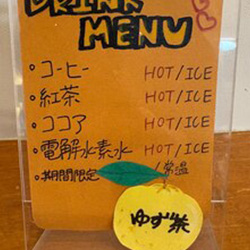 DRINK
MENU
・コーヒー HOT/ICE
・紅茶 HOT/ICE
・ココア HOT/ICE
・電解水素水 HOT/ICE
/常温
・期間限定
ゆず茶